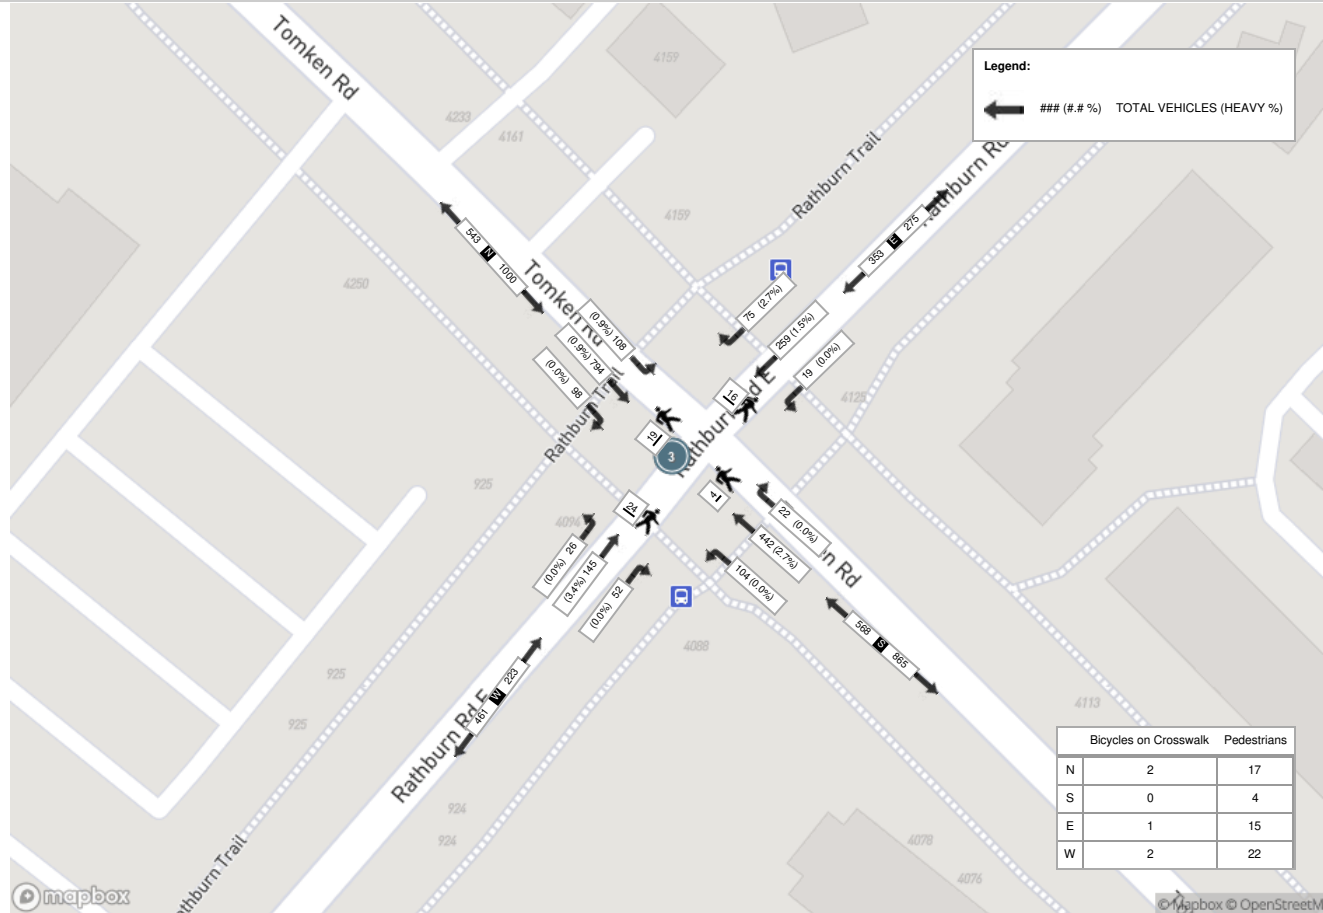 Tomken Rd
4159
Legend:
### (#.# %) TOTAL VEHICLES (HEAVY %)
4233
4161
Rathburn Trail
Rathburn Rd
4159
543 N 1000
353 E 275
4250
Tomken Rd
75 (2.7%)
(0.9%) 108
259 (1.5%)
(0.9%) 794
19 (0.0%)
(0.0%) 98
Rathburn Trail
16
4125
Rathburn Rd E
19
3
925
24
4
22 (0.0%)
4094
(0.0%) 26
442 (2.7%)
n Rd
(3.4%) 145
104 (0.0%)
(0.0%) 52
568 S 865
4088
925
461 W 223
Rathburn Rd E
925
4113
Bicycles on Crosswalk Pedestrians
N 2 17
S 0 4
E 1 15
W 2 22
924
924
4078
4076
thburn Trail
mapbox
© Mapbox © OpenStreetM